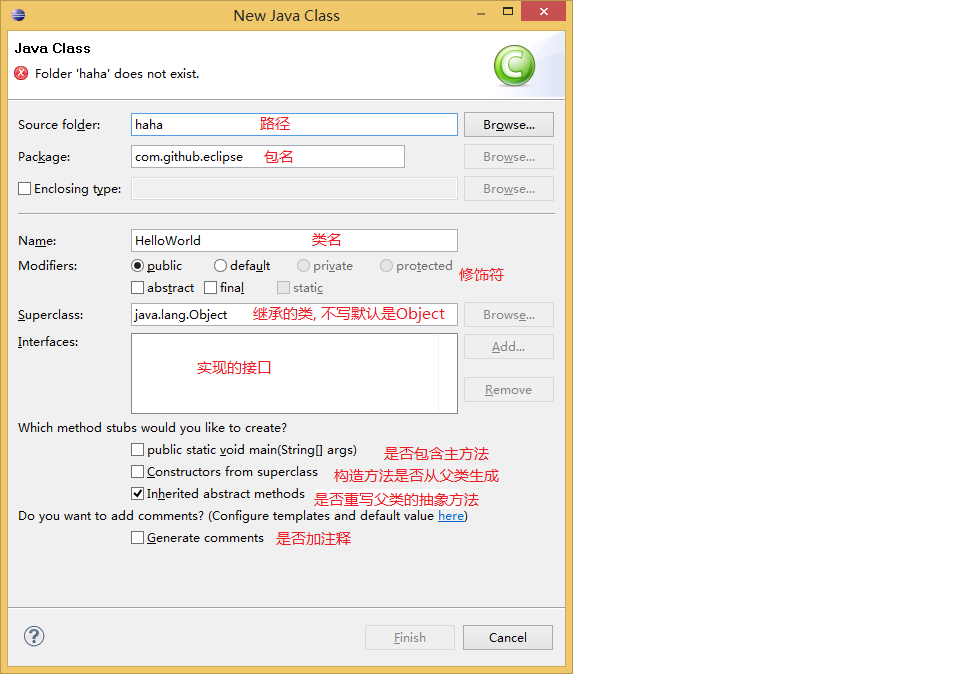 New Java Class
Java Class
Folder 'haha' does not exist.
Source folder: haha 路径 Browse...
Package: com.github.eclipse 包名 Browse...
Enclosing type: Browse...
Name: HelloWorld 类名
Modifiers: public default private protected 修饰符
abstract final static
Superclass: java.lang.Object 继承的类, 不写默认是Object Browse...
Interfaces: Add...
实现的接口
Remove
Which method stubs would you like to create?
public static void main(String[] args) 是否包含主方法
Constructors from superclass 构造方法是否从父类生成
Inherited abstract methods 是否重写父类的抽象方法
Do you want to add comments? (Configure templates and default value here)
Generate comments 是否加注释
? Finish Cancel